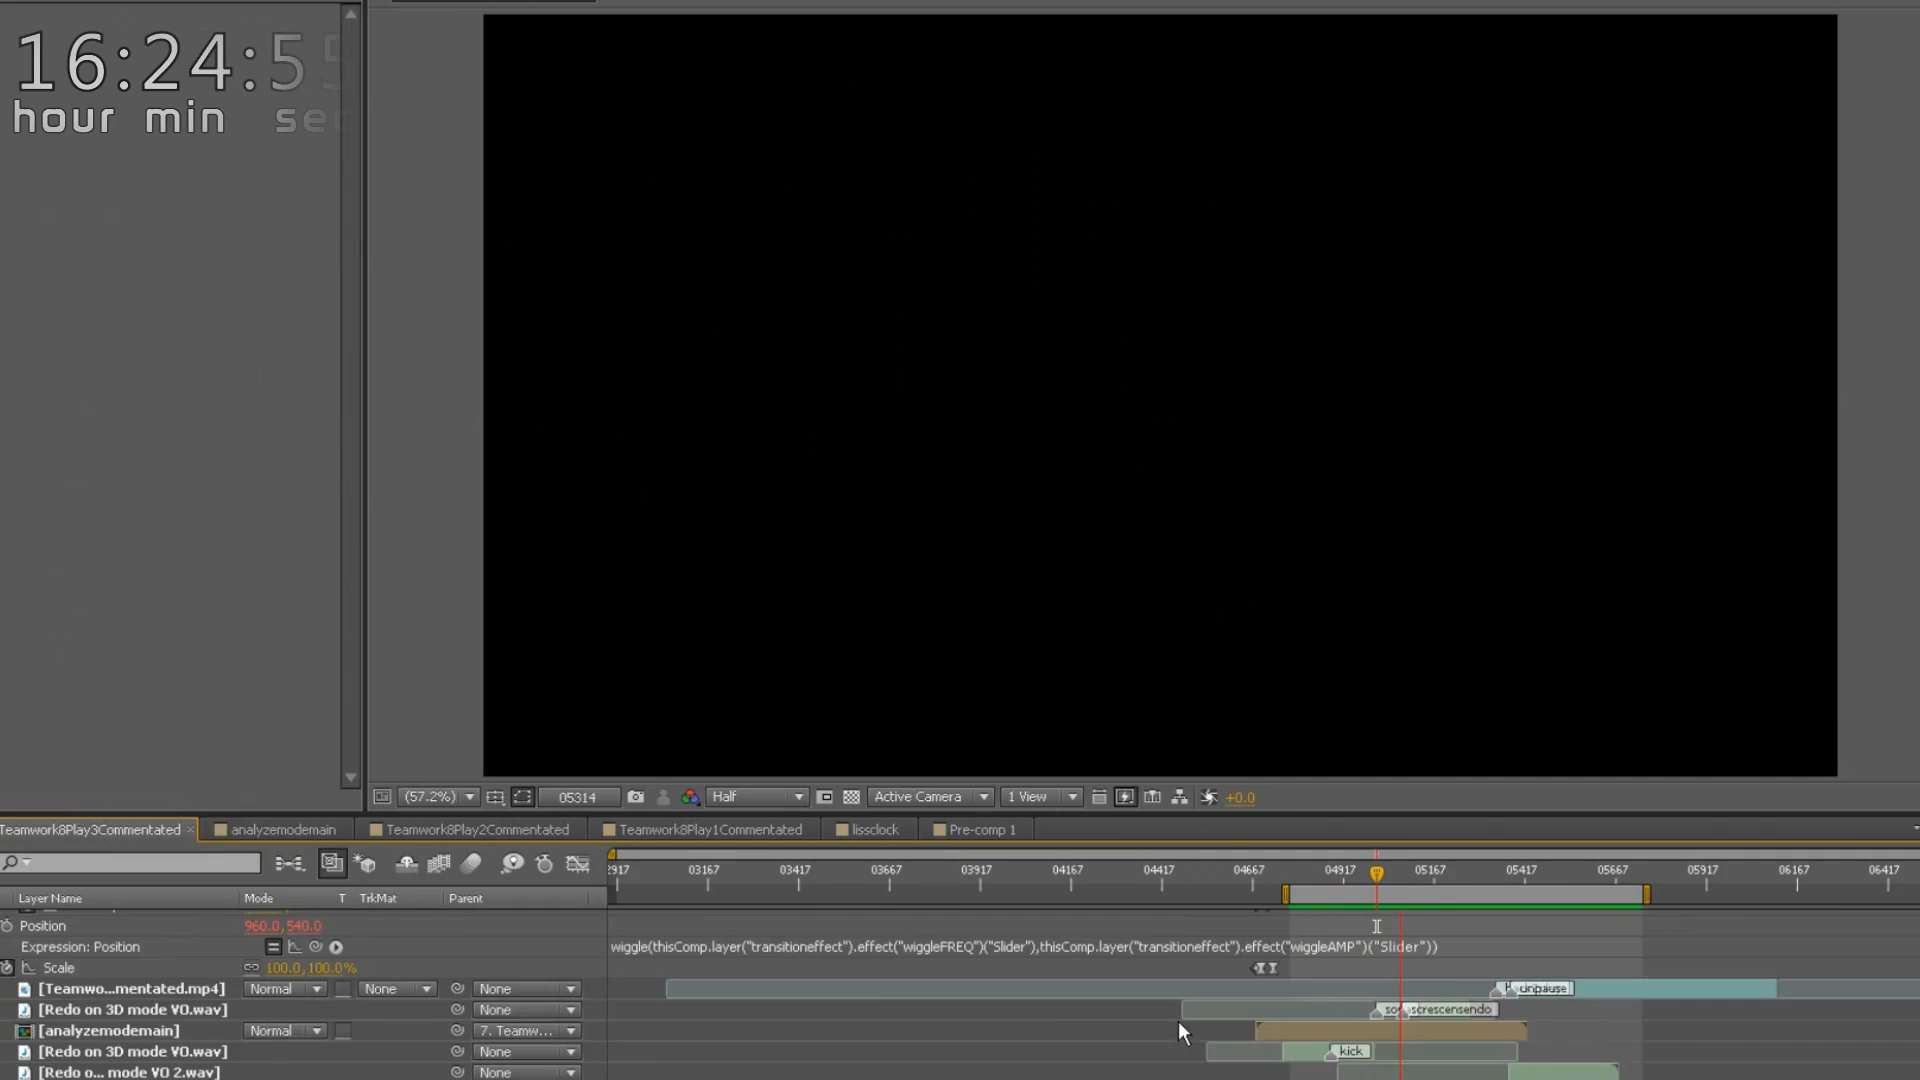 16:24:55
hour min sec
(57.2%)
05314
Half
Active Camera
1 View
+0.0
Teamwork8Play3Commentated
analyzemodemain
Teamwork8Play2Commentated
Teamwork8Play1Commentated
lissclock
Pre-comp 1
2917 03167 03417 03667 03917 04167 04417 04667 04917 05167 05417 05667 05917 06167 06417
Layer Name Mode T TrkMat Parent
Position 960.0,540.0
Expression: Position wiggle(thisComp.layer("transitioneffect").effect("wiggleFREQ")("Slider"),thisComp.layer("transitioneffect").effect("wiggleAMP")("Slider"))
Scale 100.0,100.0%
[Teamwo...mentated.mp4] Normal None None
[Redo on 3D mode VO.wav] None
[analyzemodemain] Normal 7. Teamw...
[Redo on 3D mode VO.wav] None kick
[Redo o... mode VO 2.wav] None